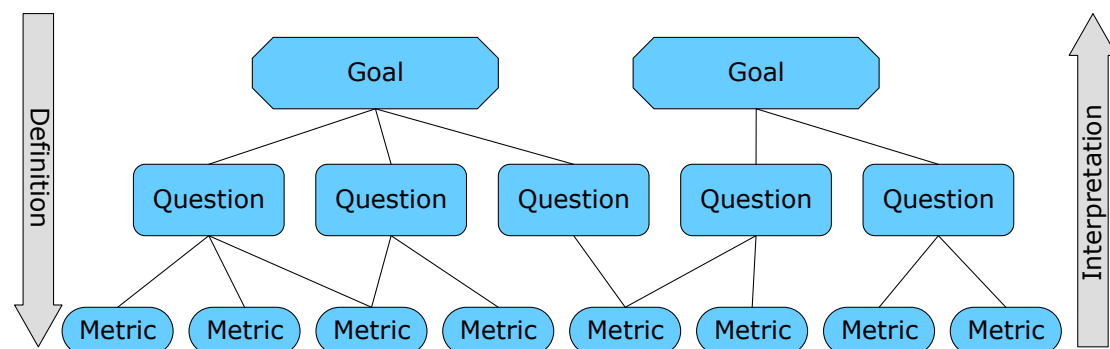 Goal
Goal
Definition
Interpretation
Question
Question
Question
Question
Question
Metric
Metric
Metric
Metric
Metric
Metric
Metric
Metric